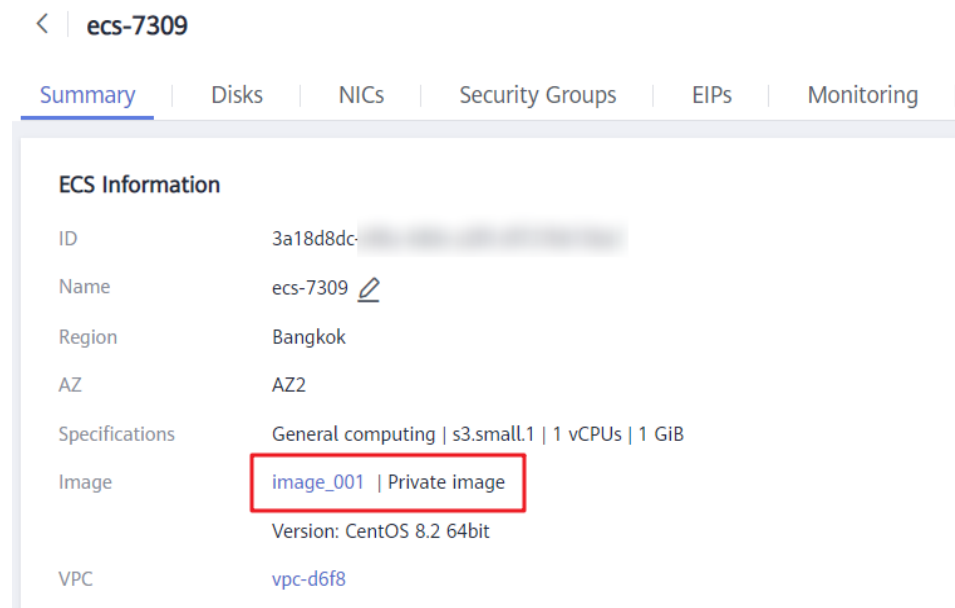 ecs-7309
Summary | Disks | NICs | Security Groups | EIPs | Monitoring
ECS Information
ID 3a18d8dc-
Name ecs-7309
Region Bangkok
AZ AZ2
Specifications General computing | s3.small.1 | 1 vCPUs | 1 GiB
Image image_001 | Private image
Version: CentOS 8.2 64bit
VPC vpc-d6f8